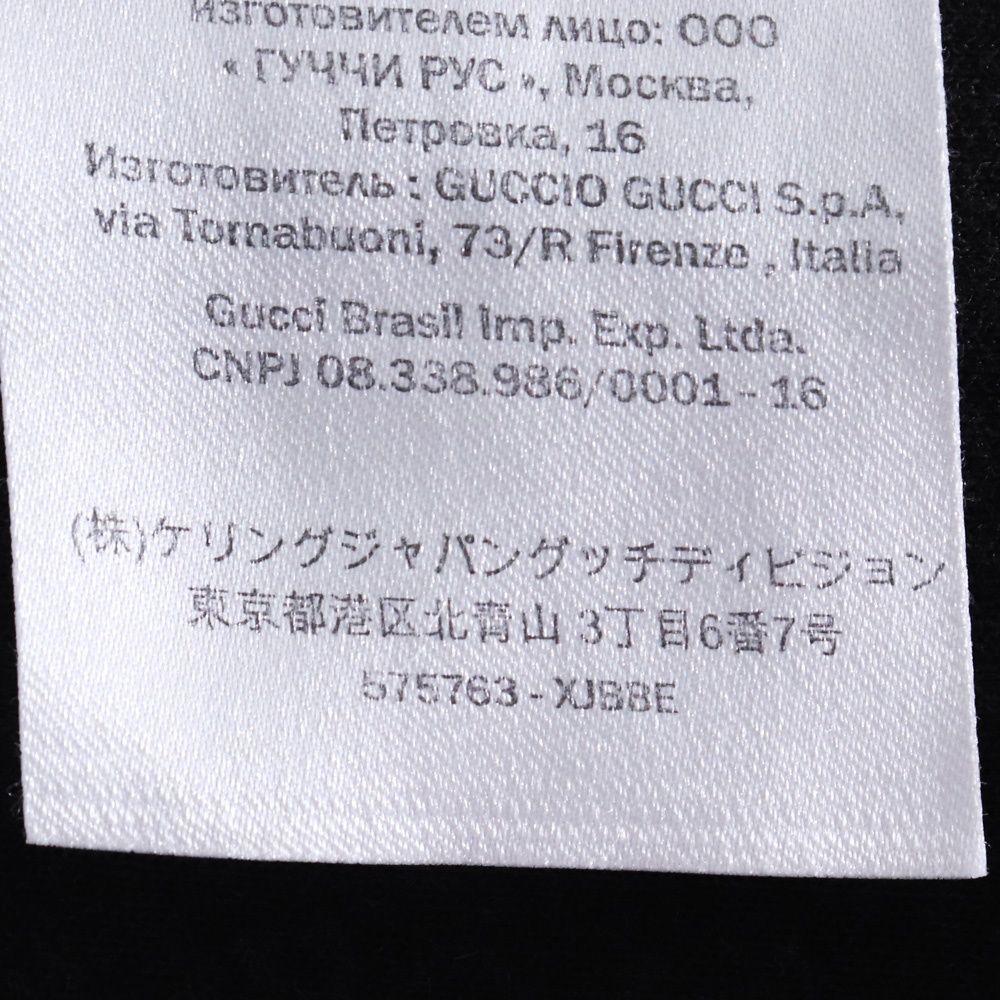 изготовителем лицо: ООО
« ГУЧЧИ РУС », Москва,
Петровка, 16
Изготовитель : GUCCIO GUCCI S.p.A.
via Tornabuoni, 73/R Firenze , Italia
Gucci Brasil Imp. Exp. Ltda.
CNPJ 08.338.986/0001-16
(株)ケリングジャパングッチディビジョン
東京都港区北青山 3丁目6番7号
575763 - XJBBE